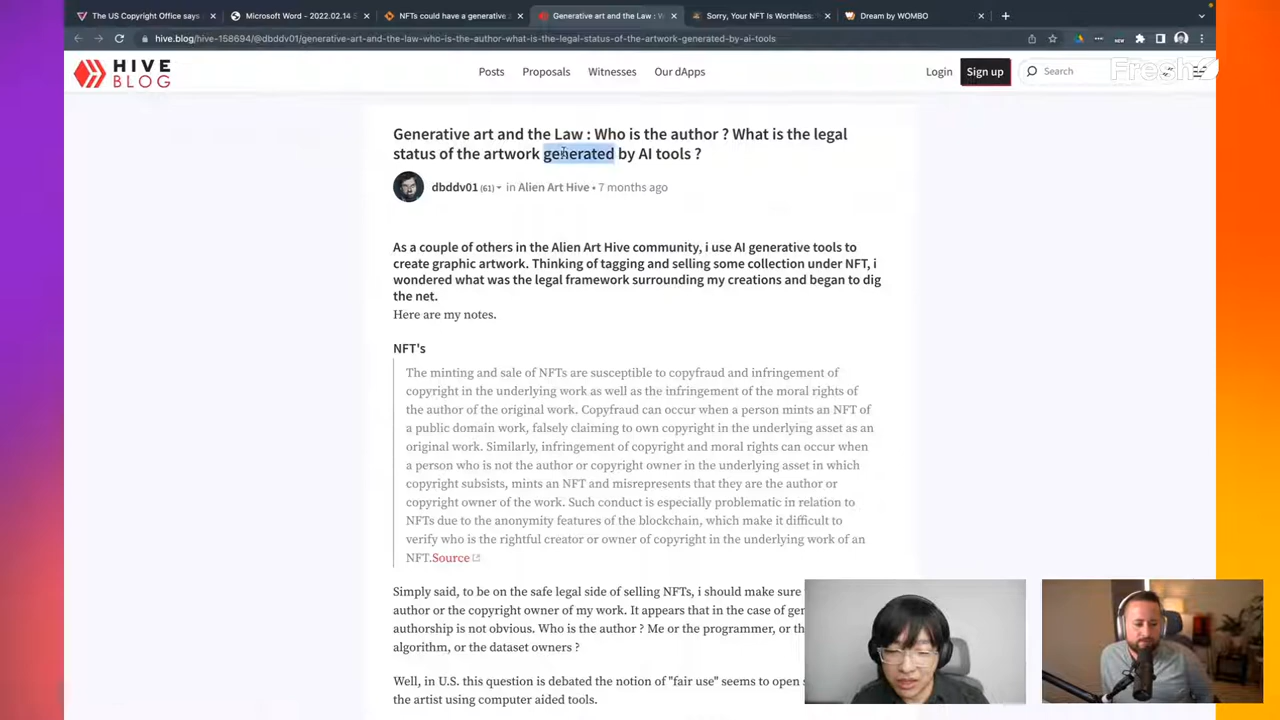 The US Copyright Office says
Microsoft Word - 2022.02.14
NFTs could have a generative
Generative art and the Law : W
Sorry, Your NFT Is Worthless:
Dream by WOMBO
hive.blog/hive-158694/@dbddv01/generative-art-and-the-law-who-is-the-author-what-is-the-legal-status-of-the-artwork-generated-by-ai-tools
NEW
HIVE
BLOG
Posts
Proposals
Witnesses
Our dApps
Login
Sign up
Search
Fresh
Generative art and the Law : Who is the author ? What is the legal
status of the artwork generated by AI tools ?
dbddv01 (61) in Alien Art Hive • 7 months ago
As a couple of others in the Alien Art Hive community, i use AI generative tools to
create graphic artwork. Thinking of tagging and selling some collection under NFT, i
wondered what was the legal framework surrounding my creations and began to dig
the net.
Here are my notes.
NFT's
The minting and sale of NFTs are susceptible to copyfraud and infringement of
copyright in the underlying work as well as the infringement of the moral rights of
the author of the original work. Copyfraud can occur when a person mints an NFT of
a public domain work, falsely claiming to own copyright in the underlying asset as an
original work. Similarly, infringement of copyright and moral rights can occur when
a person who is not the author or copyright owner in the underlying asset in which
copyright subsists, mints an NFT and misrepresents that they are the author or
copyright owner of the work. Such conduct is especially problematic in relation to
NFTs due to the anonymity features of the blockchain, which make it difficult to
verify who is the rightful creator or owner of copyright in the underlying work of an
NFT.Source
Simply said, to be on the safe legal side of selling NFTs, i should make sure
author or the copyright owner of my work. It appears that in the case of gen
authorship is not obvious. Who is the author ? Me or the programmer, or th
algorithm, or the dataset owners ?
Well, in U.S. this question is debated the notion of "fair use" seems to open s
the artist using computer aided tools.